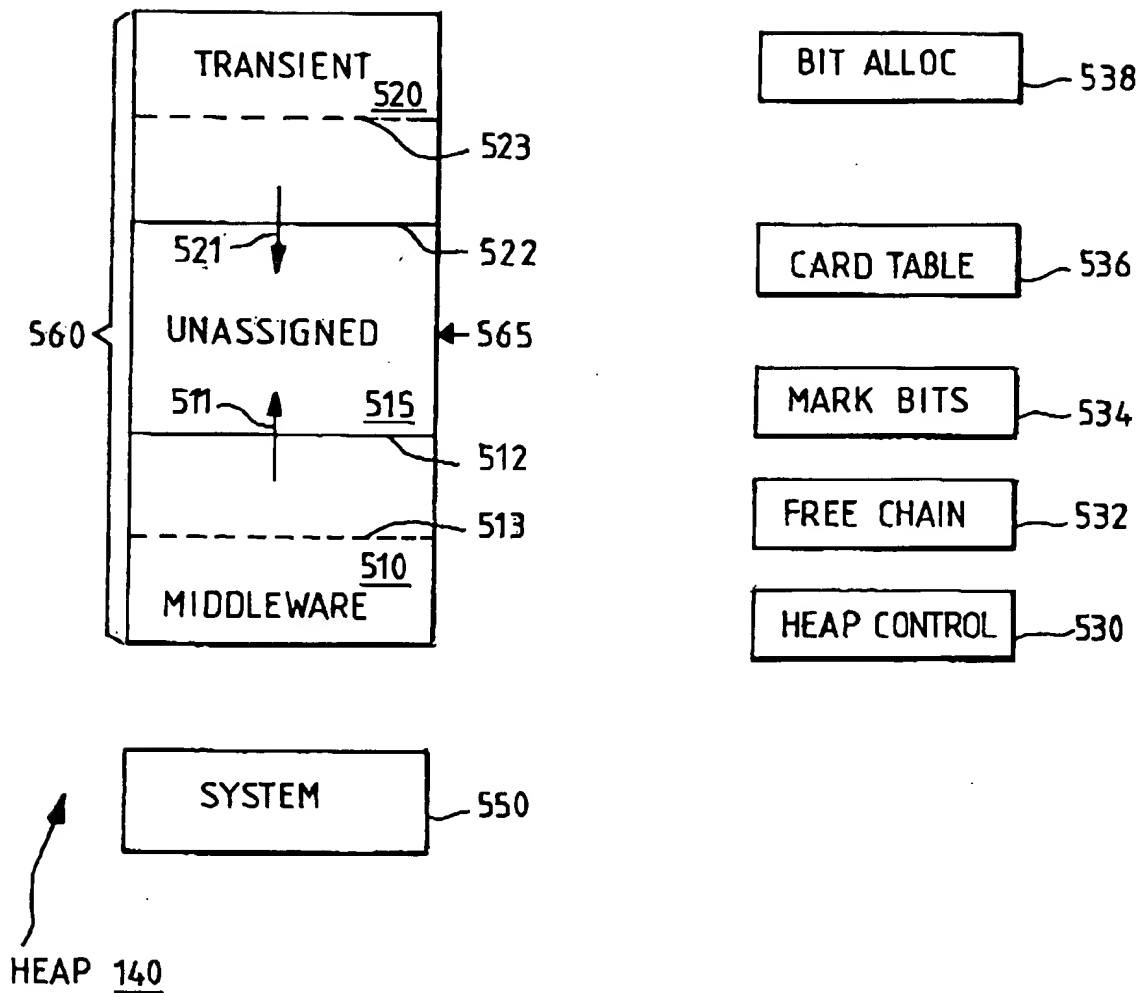 TRANSIENT
520
523
521
522
560
UNASSIGNED
565
511
515
512
513
510
MIDDLEWARE
SYSTEM
550
HEAP 140
BIT ALLOC
538
CARD TABLE
536
MARK BITS
534
FREE CHAIN
532
HEAP CONTROL
530